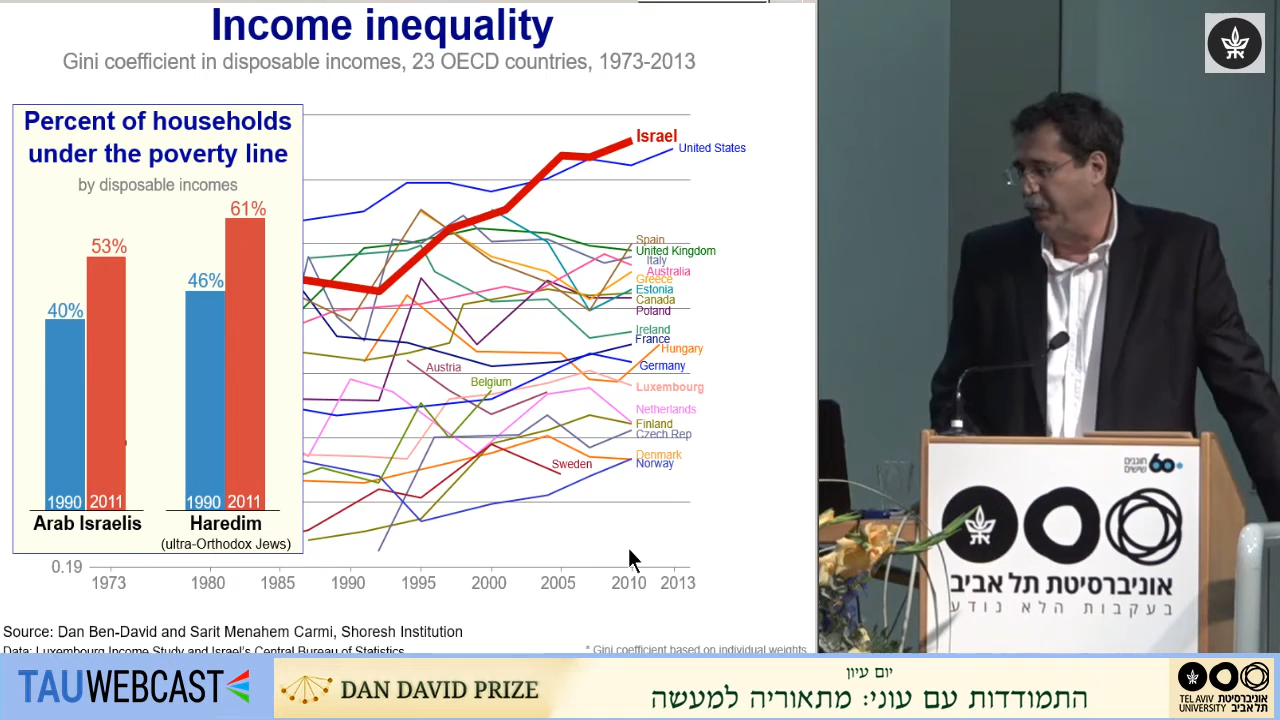 Income inequality
Gini coefficient in disposable incomes, 23 OECD countries, 1973-2013
Percent of households
under the poverty line
by disposable incomes
40%
53%
46%
61%
1990
2011
1990
2011
Arab Israelis
Haredim
(ultra-Orthodox Jews)
Israel
United States
Spain
United Kingdom
Italy
Australia
Greece
Estonia
Canada
Poland
Ireland
France
Hungary
Germany
Austria
Belgium
Luxembourg
Netherlands
Finland
Czech Rep
Denmark
Sweden
Norway
0.19
1973 1980 1985 1990 1995 2000 2005 2010 2013
Source: Dan Ben-David and Sarit Menahem Carmi, Shoresh Institution
Data: Luxembourg Income Study and Israel's Central Bureau of Statistics
* Gini coefficient based on individual weights
חוגגים
שישים
60
אוניברסיטת תל אביב
בעקבות הלא נודע
TAUWEBCAST
DAN DAVID PRIZE
יום עיון
התמודדות עם עוני: מתאוריה למעשה
TEL AVIV אוניברסיטת
UNIVERSITY תל אביב